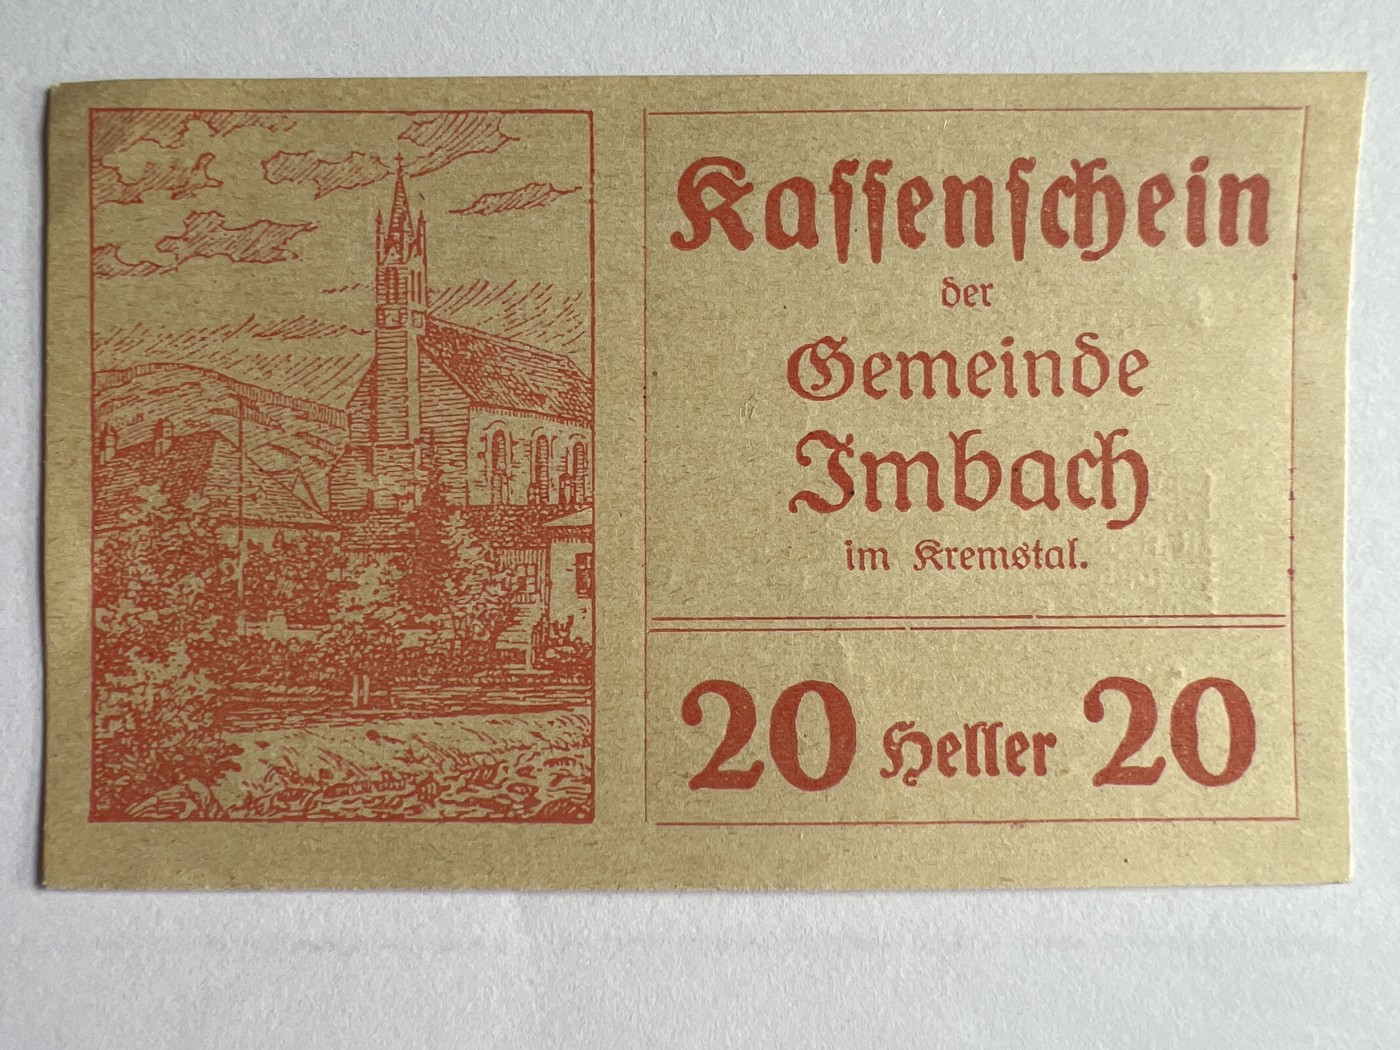 Kassenschein
der
Gemeinde
Imbach
im Kremstal.
20 Heller 20